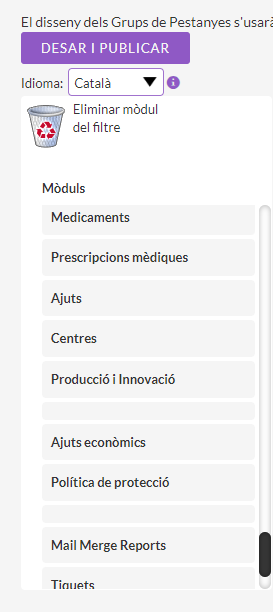 El disseny dels Grups de Pestanyes s'usarà
DESAR I PUBLICAR
Idioma: Català
Eliminar mòdul
del filtre
Mòduls
Medicaments
Prescripcions mèdiques
Ajuts
Centres
Producció i Innovació
Ajuts econòmics
Política de protecció
Mail Merge Reports
Tiquets